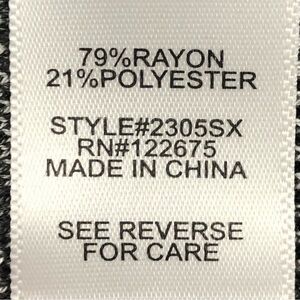 79%RAYON
21%POLYESTER
STYLE#2305SX
RN#122675
MADE IN CHINA
SEE REVERSE
FOR CARE